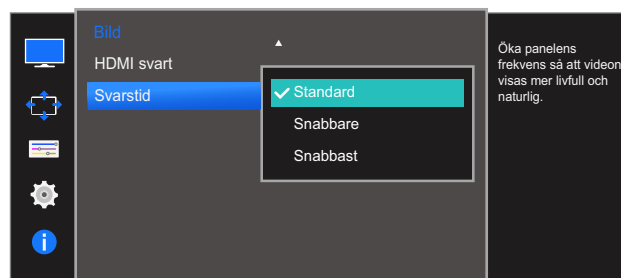 Bild
HDMI svart
Svarstid
Standard
Snabbare
Snabbast
Öka panelens
frekvens så att videon
visas mer livfull och
naturlig.